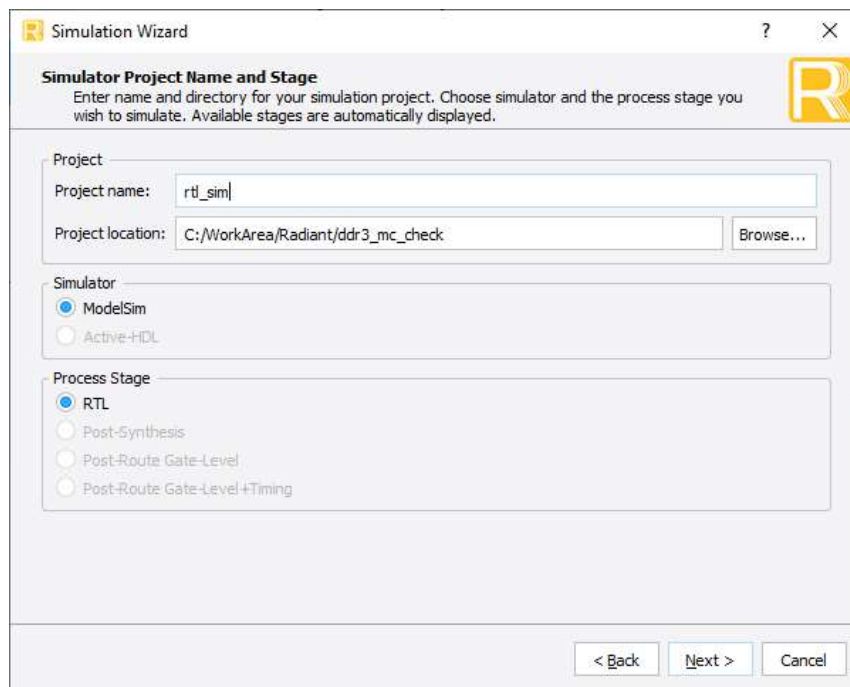 Simulation Wizard
Simulator Project Name and Stage
Enter name and directory for your simulation project. Choose simulator and the process stage you
wish to simulate. Available stages are automatically displayed.
Project
Project name: rtl_sim
Project location: C:/WorkArea/Radiant/ddr3_mc_check Browse...
Simulator
ModelSim
Active-HDL
Process Stage
RTL
Post-Synthesis
Post-Route Gate-Level
Post-Route Gate-Level+Timing
< Back Next > Cancel